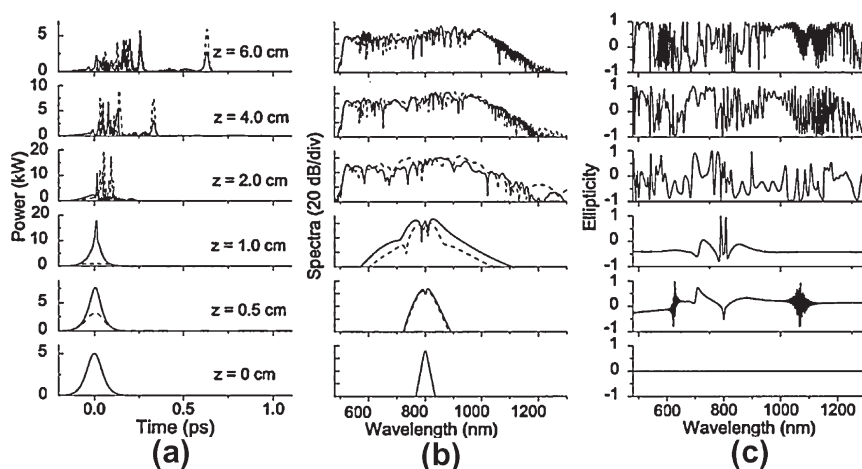 Power (kW)
5
0
z = 6.0 cm
10
5
0
z = 4.0 cm
20
10
0
z = 2.0 cm
20
10
0
z = 1.0 cm
5
0
z = 0.5 cm
5
0
z = 0 cm
0.0 0.5 1.0
Time (ps)
(a)
Spectra (20 dB/div)
600 800 1000 1200
Wavelength (nm)
(b)
Ellipticity
1
0
-1
1
0
-1
1
0
-1
1
0
-1
1
0
-1
1
0
-1
600 800 1000 1200
Wavelength (nm)
(c)